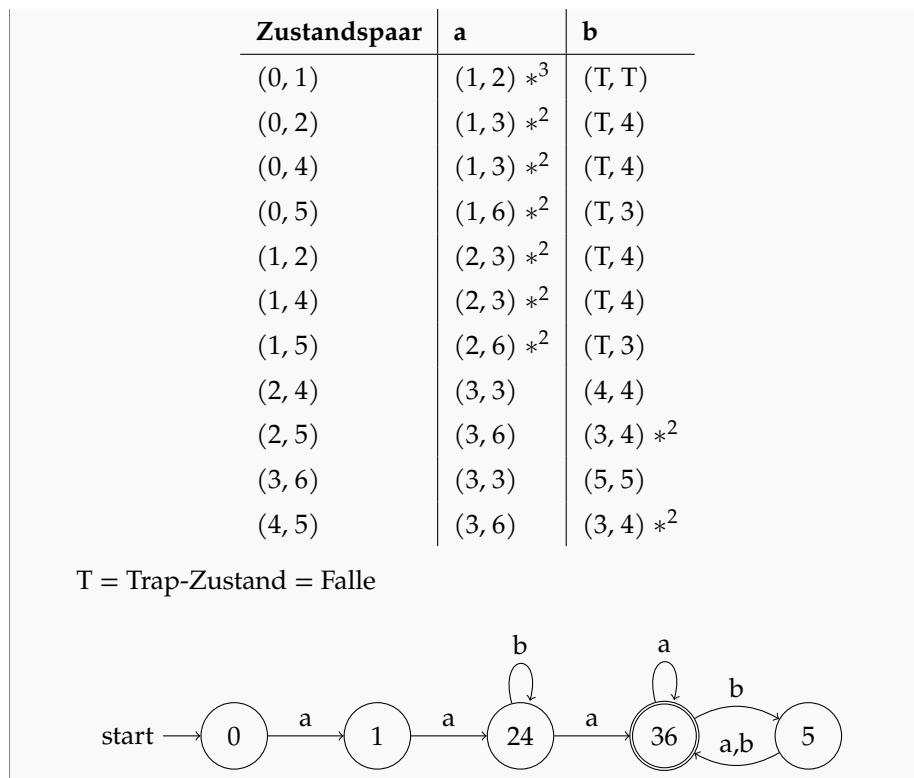 Zustandspaar a b
(0, 1) (1, 2) *³ (T, T)
(0, 2) (1, 3) *² (T, 4)
(0, 4) (1, 3) *² (T, 4)
(0, 5) (1, 6) *² (T, 3)
(1, 2) (2, 3) *² (T, 4)
(1, 4) (2, 3) *² (T, 4)
(1, 5) (2, 6) *² (T, 3)
(2, 4) (3, 3) (4, 4)
(2, 5) (3, 6) (3, 4) *²
(3, 6) (3, 3) (5, 5)
(4, 5) (3, 6) (3, 4) *²
T = Trap-Zustand = Falle
b a
a a a b
start 0 1 24 36 5
a,b